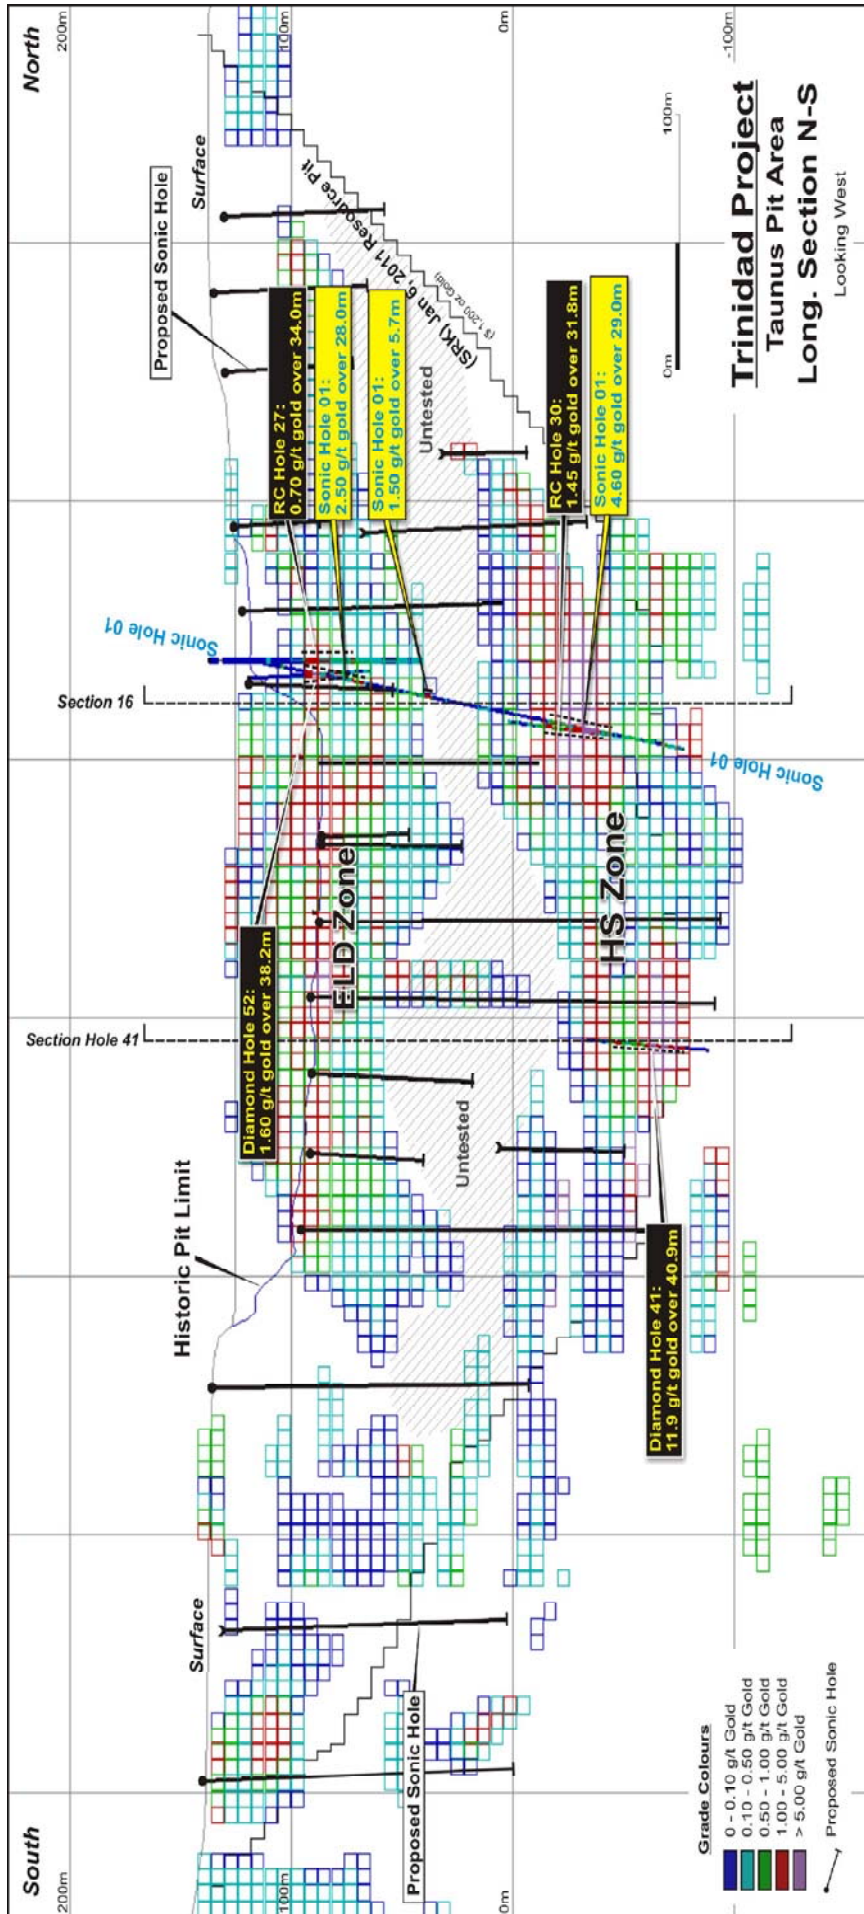 South
North
200m
100m
0m
200m
100m
0m
-100m
Surface
Surface
Proposed Sonic Hole
Proposed Sonic Hole
Historic Pit Limit
Section Hole 41
Section 16
Sonic Hole 01
Sonic Hole 01
Diamond Hole 52:
1.60 g/t gold over 38.2m
RC Hole 27:
0.70 g/t gold over 34.0m
Sonic Hole 01:
2.50 g/t gold over 28.0m
Sonic Hole 01:
1.50 g/t gold over 5.7m
(SRK) Jan 6, 2011 Resource Pit
($ 1,200 oz Gold)
ELD Zone
Untested
Untested
HS Zone
RC Hole 30:
1.45 g/t gold over 31.8m
Sonic Hole 01:
4.60 g/t gold over 29.0m
Diamond Hole 41:
11.9 g/t gold over 40.9m
Grade Colours
0 - 0.10 g/t Gold
0.10 - 0.50 g/t Gold
0.50 - 1.00 g/t Gold
1.00 - 5.00 g/t Gold
> 5.00 g/t Gold
Proposed Sonic Hole
0m
100m
Trinidad Project
Taunus Pit Area
Long. Section N-S
Looking West